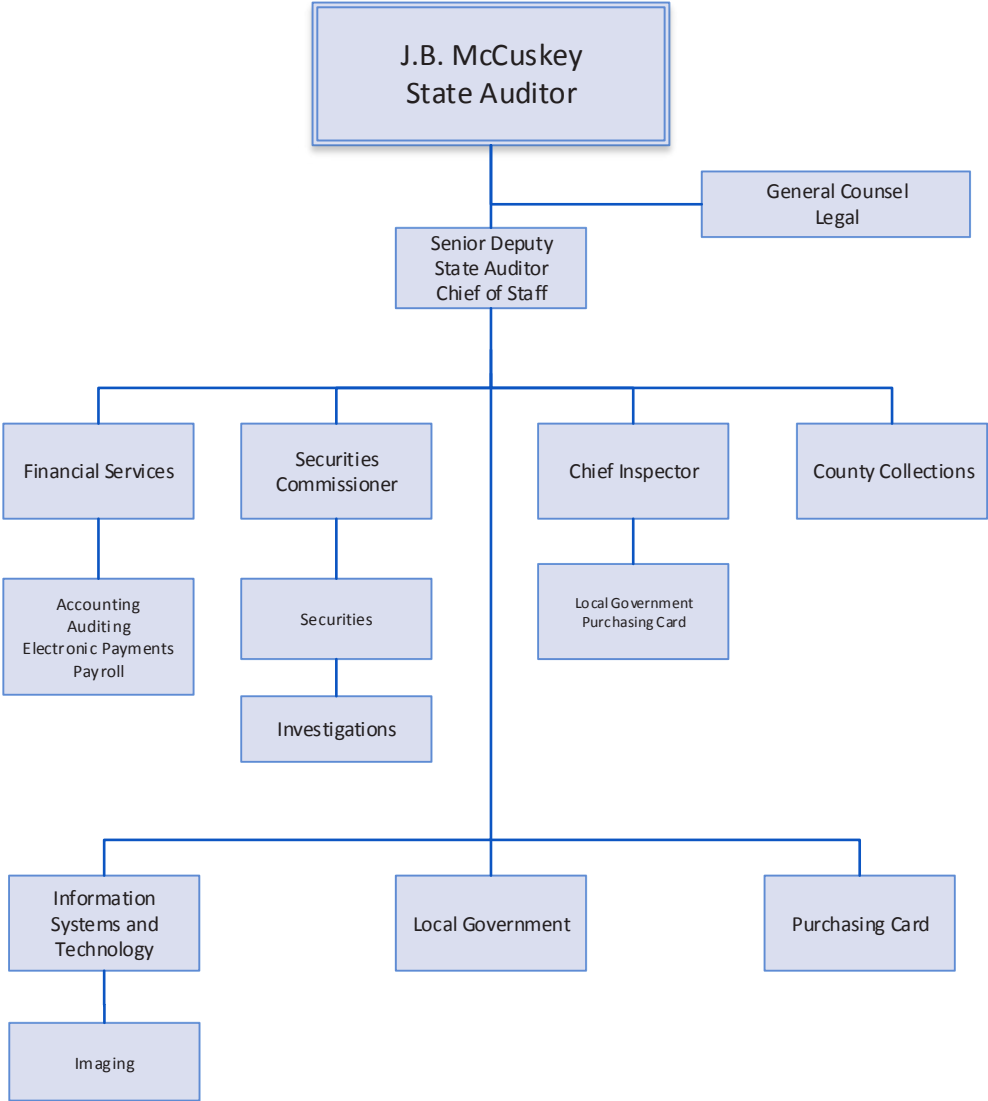 J.B. McCuskey
State Auditor
General Counsel
Legal
Senior Deputy
State Auditor
Chief of Staff
Financial Services
Securities
Commissioner
Chief Inspector
County Collections
Accounting
Auditing
Electronic Payments
Payroll
Securities
Local Government
Purchasing Card
Investigations
Information
Systems and
Technology
Local Government
Purchasing Card
Imaging